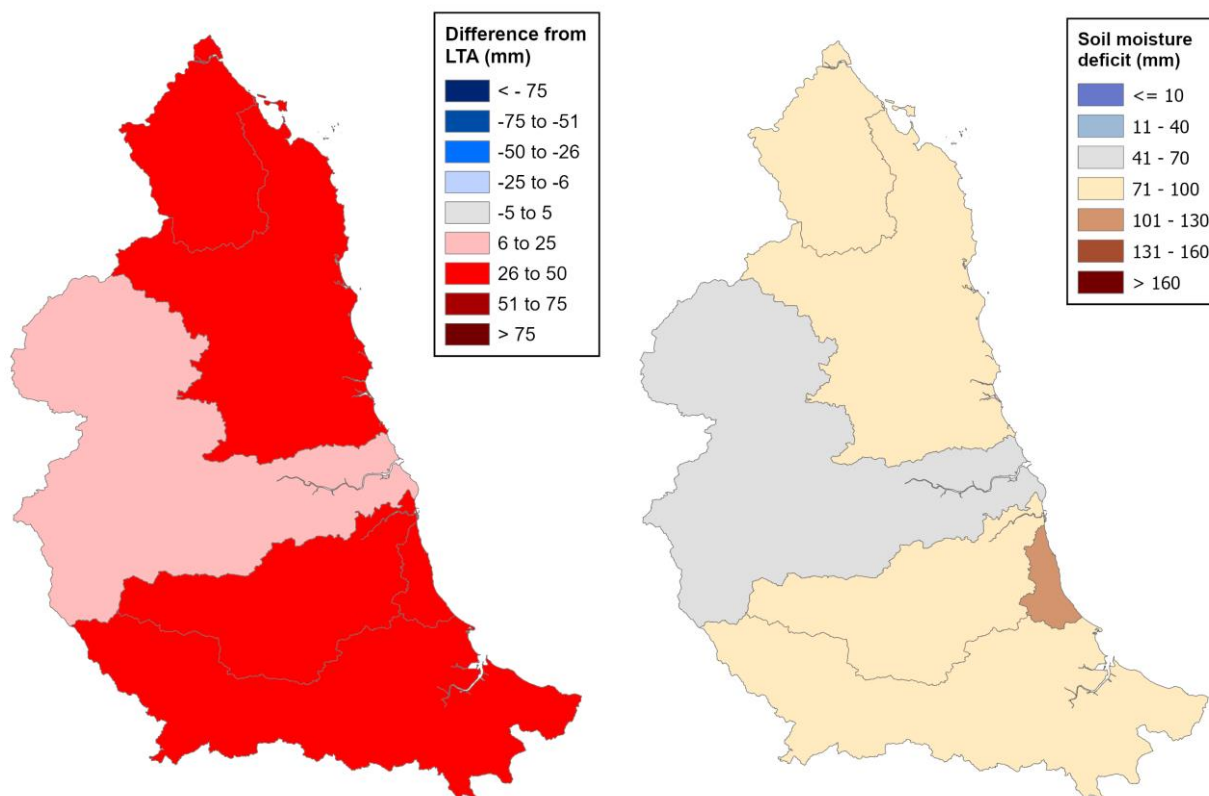 Difference from
LTA (mm)
< - 75
-75 to -51
-50 to -26
-25 to -6
-5 to 5
6 to 25
26 to 50
51 to 75
> 75
Soil moisture
deficit (mm)
<= 10
11 - 40
41 - 70
71 - 100
101 - 130
131 - 160
> 160